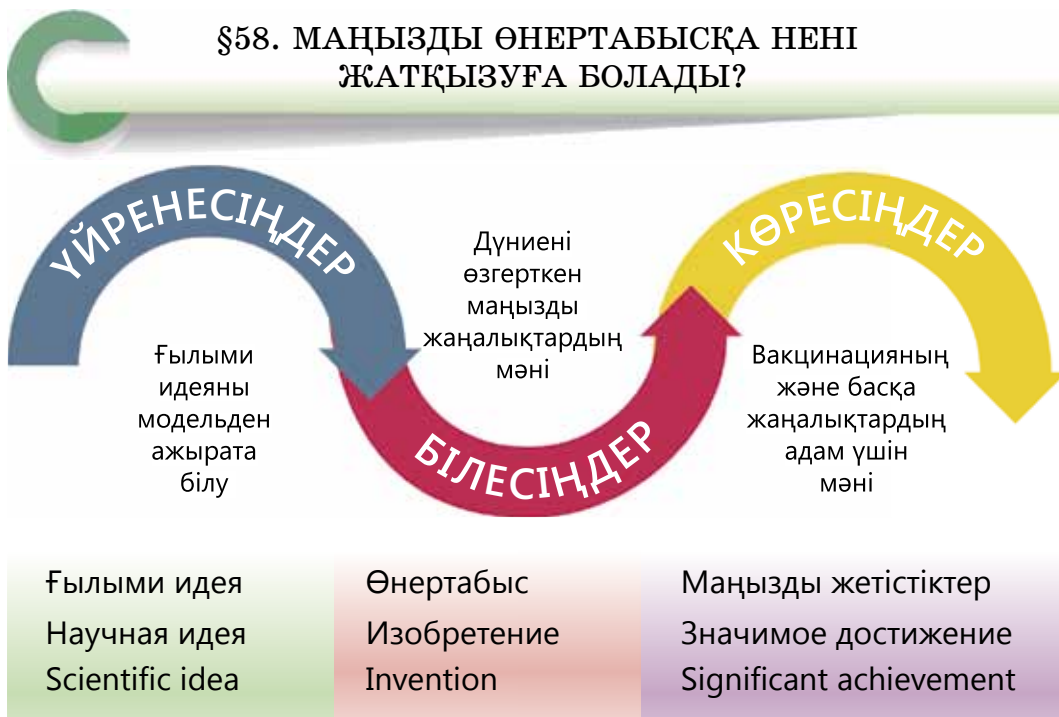 §58. МАҢЫЗДЫ ӨНЕРТАБЫСҚА НЕНІ
ЖАТҚЫЗУҒА БОЛАДЫ?
ҮЙРЕНЕСІҢДЕР
Ғылыми
идеяны
модельден
ажырата
білу
БІЛЕСІҢДЕР
Дүниені
өзгерткен
маңызды
жаңалықтардың
мәні
КӨРЕСІҢДЕР
Вакцинацияның
және басқа
жаңалықтардың
адам үшін
мәні
Ғылыми идея
Научная идея
Scientific idea
Өнертабыс
Изобретение
Invention
Маңызды жетістіктер
Значимое достижение
Significant achievement